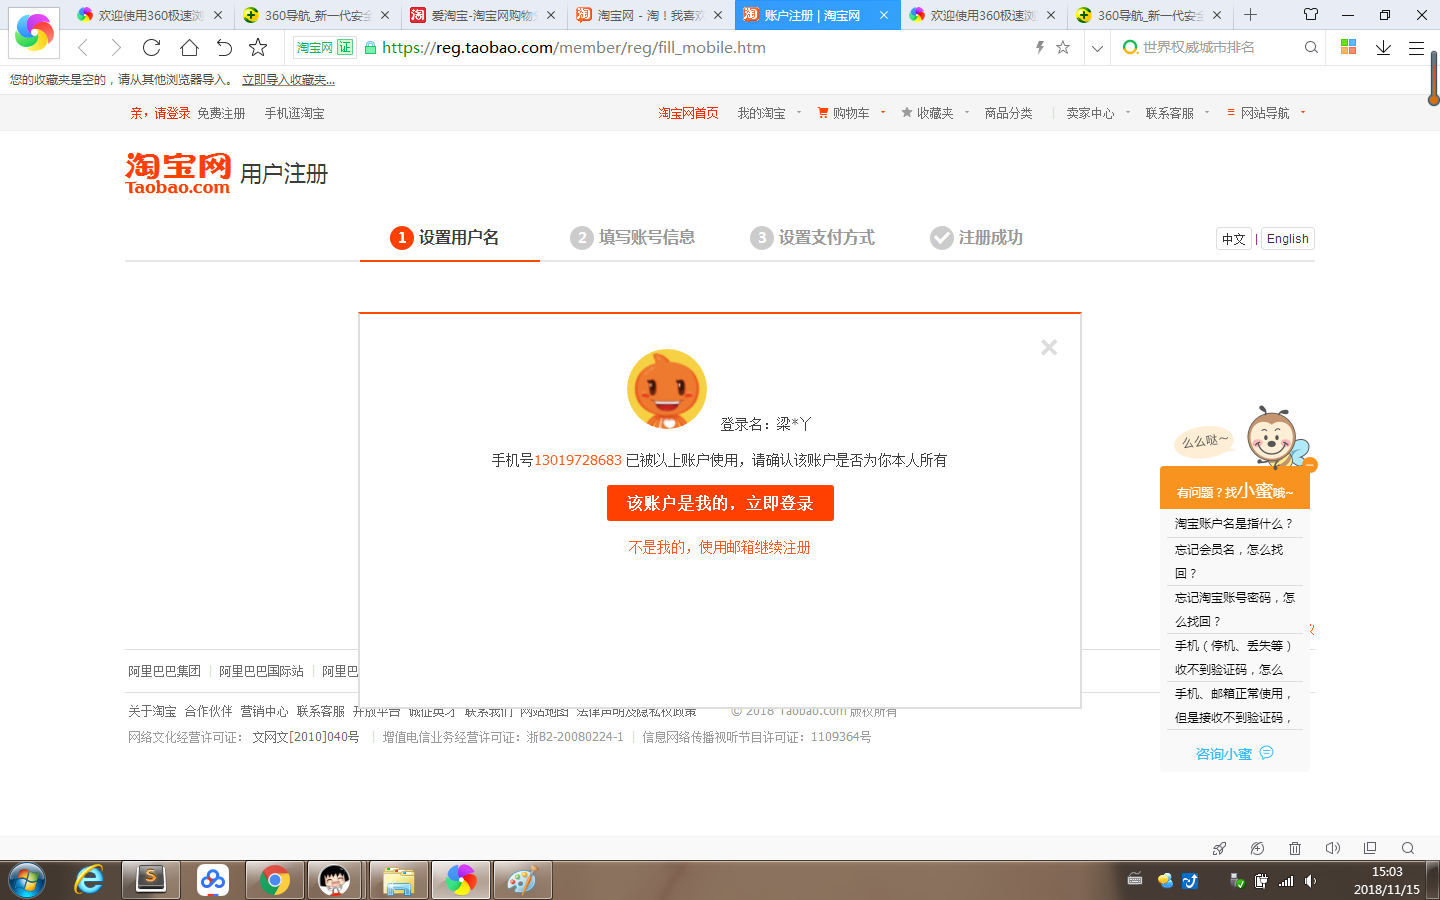 欢迎使用360极速浏
360导航_新一代安全
爱淘宝-淘宝网购物
淘宝网 - 淘！我喜欢
账户注册 | 淘宝网
欢迎使用360极速浏
360导航_新一代安全
淘宝网 证 https://reg.taobao.com/member/reg/fill_mobile.htm
世界权威城市排名
您的收藏夹是空的，请从其他浏览器导入。 立即导入收藏夹...
亲，请登录 免费注册 手机逛淘宝
淘宝网首页 我的淘宝 购物车 收藏夹 商品分类 卖家中心 联系客服 网站导航
淘宝网
Taobao.com
用户注册
1 设置用户名
2 填写账号信息
3 设置支付方式
注册成功
中文 | English
登录名：梁*丫
手机号13019728683 已被以上账户使用，请确认该账户是否为你本人所有
该账户是我的，立即登录
不是我的，使用邮箱继续注册
么么哒~
有问题？找小蜜哦~
淘宝账户名是指什么？
忘记会员名，怎么找
回？
忘记淘宝账号密码，怎
么找回？
手机（停机、丢失等）
收不到验证码，怎么
手机、邮箱正常使用，
但是接收不到验证码，
咨询小蜜
阿里巴巴集团 | 阿里巴巴国际站 | 阿里巴
关于淘宝 合作伙伴 营销中心 联系客服 开放平台 诚征英才 联系我们 网站地图 法律声明及隐私权政策 © 2018 Taobao.com 版权所有
网络文化经营许可证： 文网文[2010]040号 | 增值电信业务经营许可证：浙B2-20080224-1 | 信息网络传播视听节目许可证：1109364号
15:03
2018/11/15